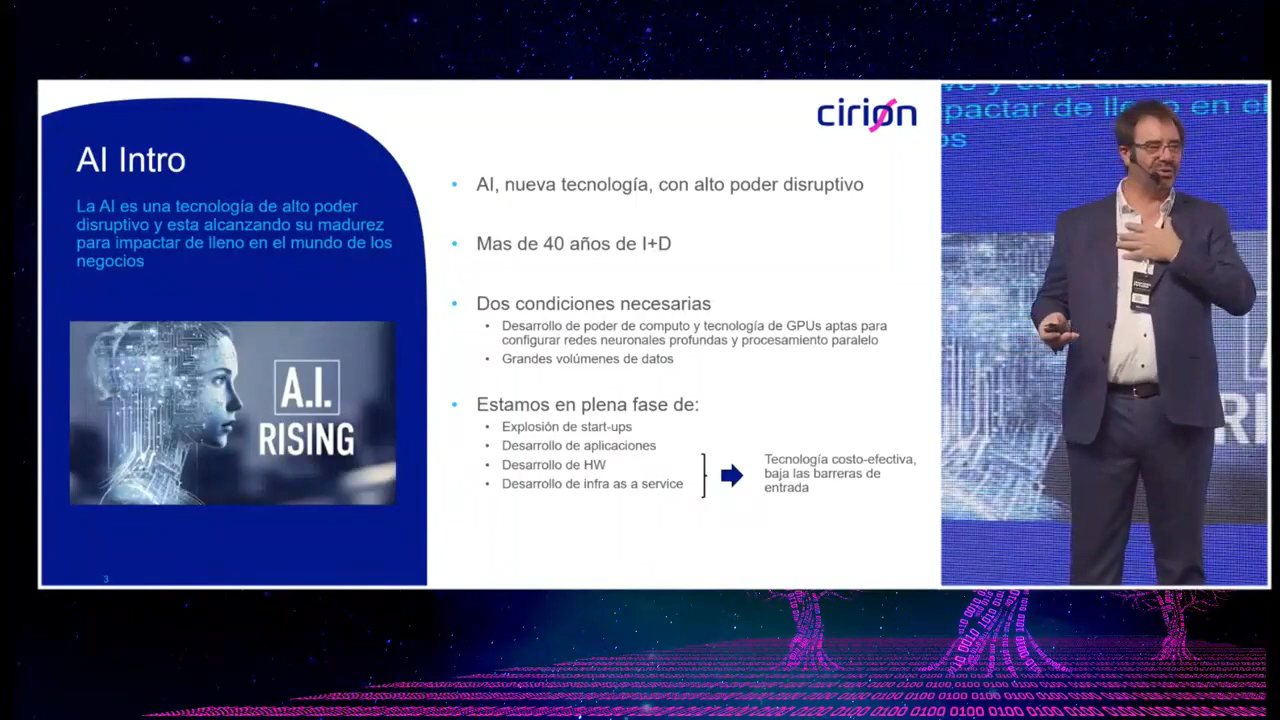 cirion
AI Intro
La AI es una tecnología de alto poder
disruptivo y esta alcanzando su madurez
para impactar de lleno en el mundo de los
negocios
A.I.
RISING
3
AI, nueva tecnología, con alto poder disruptivo
Mas de 40 años de I+D
Dos condiciones necesarias
Desarrollo de poder de computo y tecnología de GPUs aptas para
configurar redes neuronales profundas y procesamiento paralelo
Grandes volúmenes de datos
Estamos en plena fase de:
Explosión de start-ups
Desarrollo de aplicaciones
Desarrollo de HW
Desarrollo de infra as a service
Tecnología costo-efectiva,
baja las barreras de
entrada
pactar de lleno en el
os